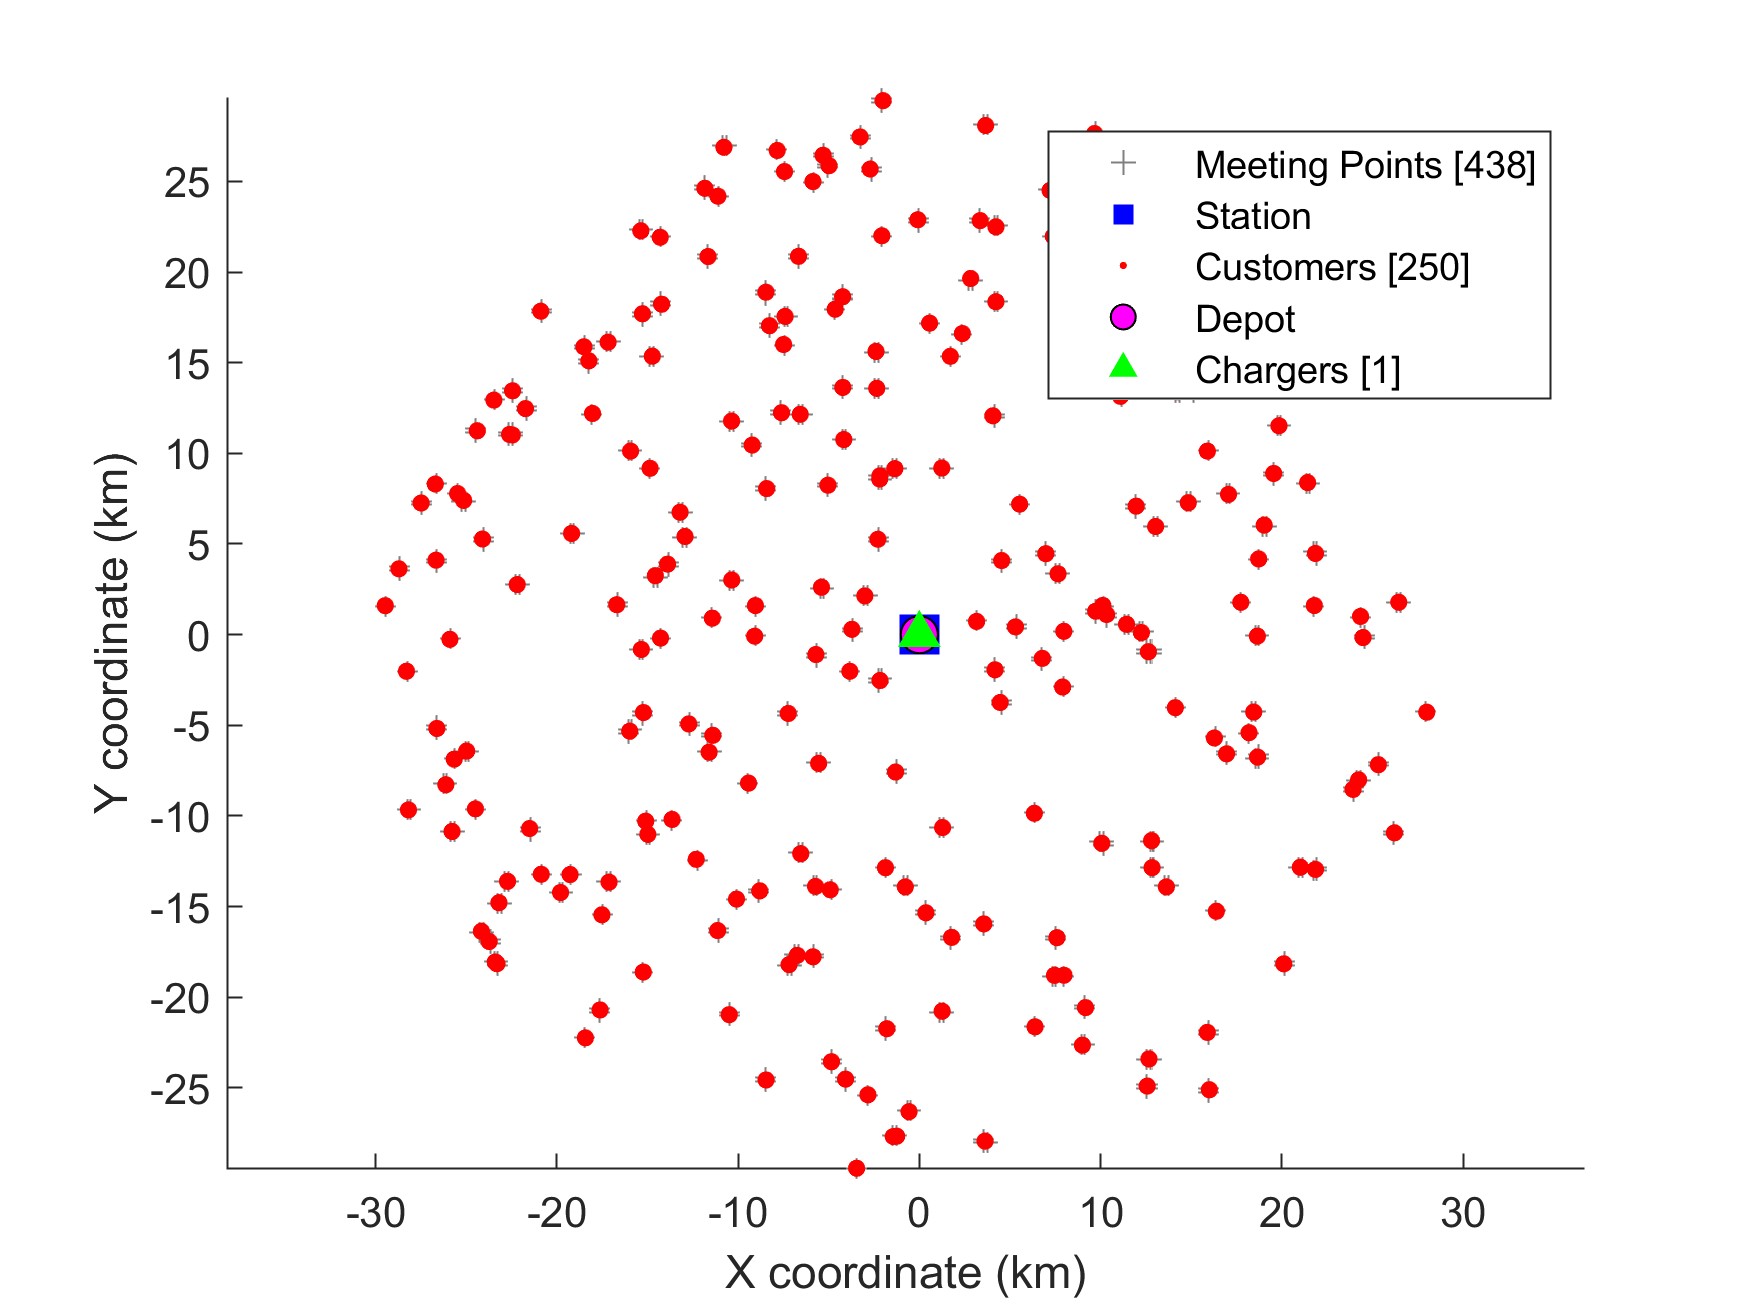 Meeting Points [438]
Station
Customers [250]
Depot
Chargers [1]
25
20
15
10
5
0
-5
-10
-15
-20
-25
Y coordinate (km)
-30 -20 -10 0 10 20 30
X coordinate (km)